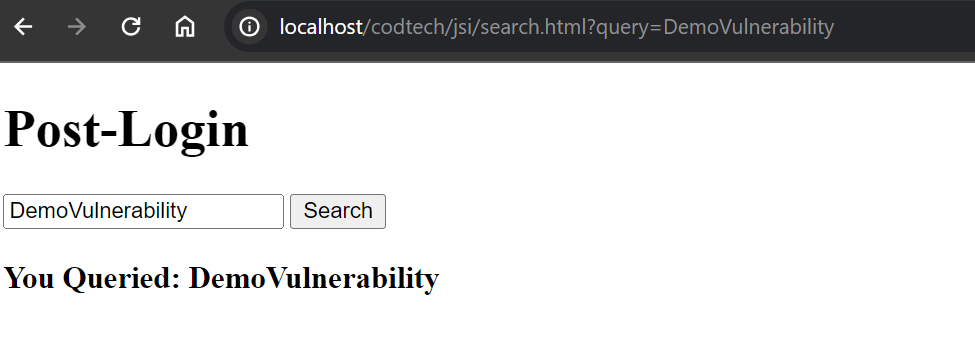 localhost/codtech/jsi/search.html?query=DemoVulnerability
Post-Login
DemoVulnerability Search
You Queried: DemoVulnerability